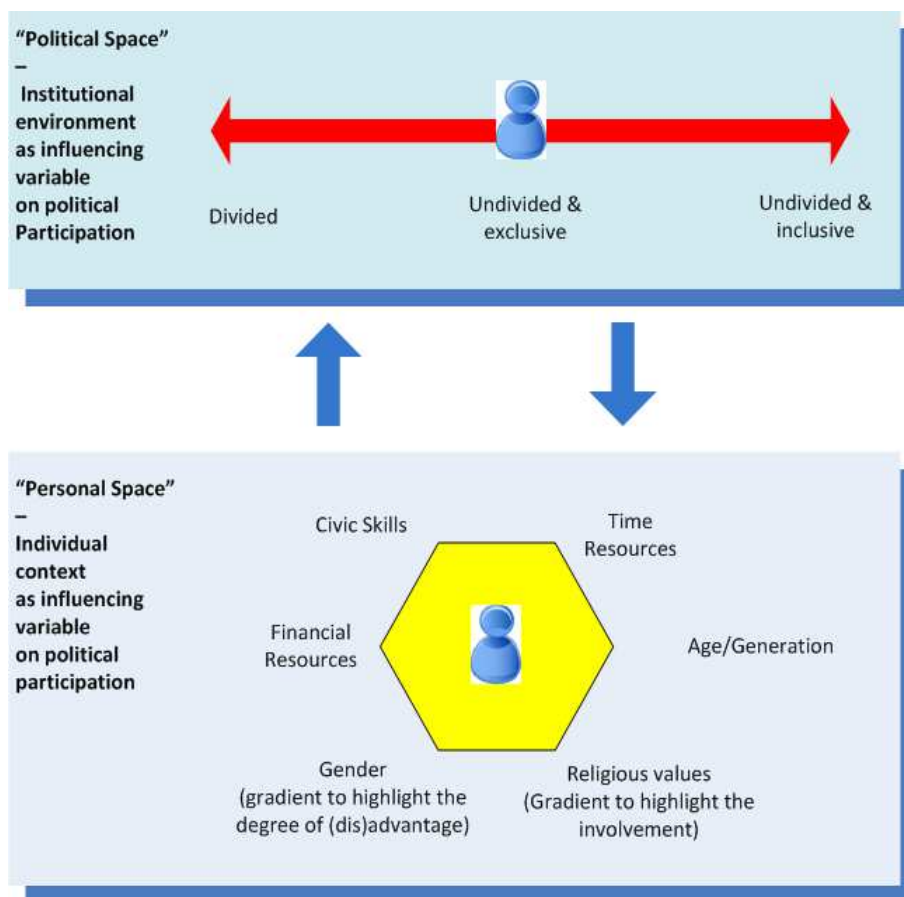 “Political Space”
–
Institutional
environment
as influencing
variable
on political
Participation
Divided
Undivided &
exclusive
Undivided &
inclusive
“Personal Space”
–
Individual
context
as influencing
variable
on political
participation
Civic Skills
Time
Resources
Financial
Resources
Age/Generation
Gender
(gradient to highlight the
degree of (dis)advantage)
Religious values
(Gradient to highlight the
involvement)